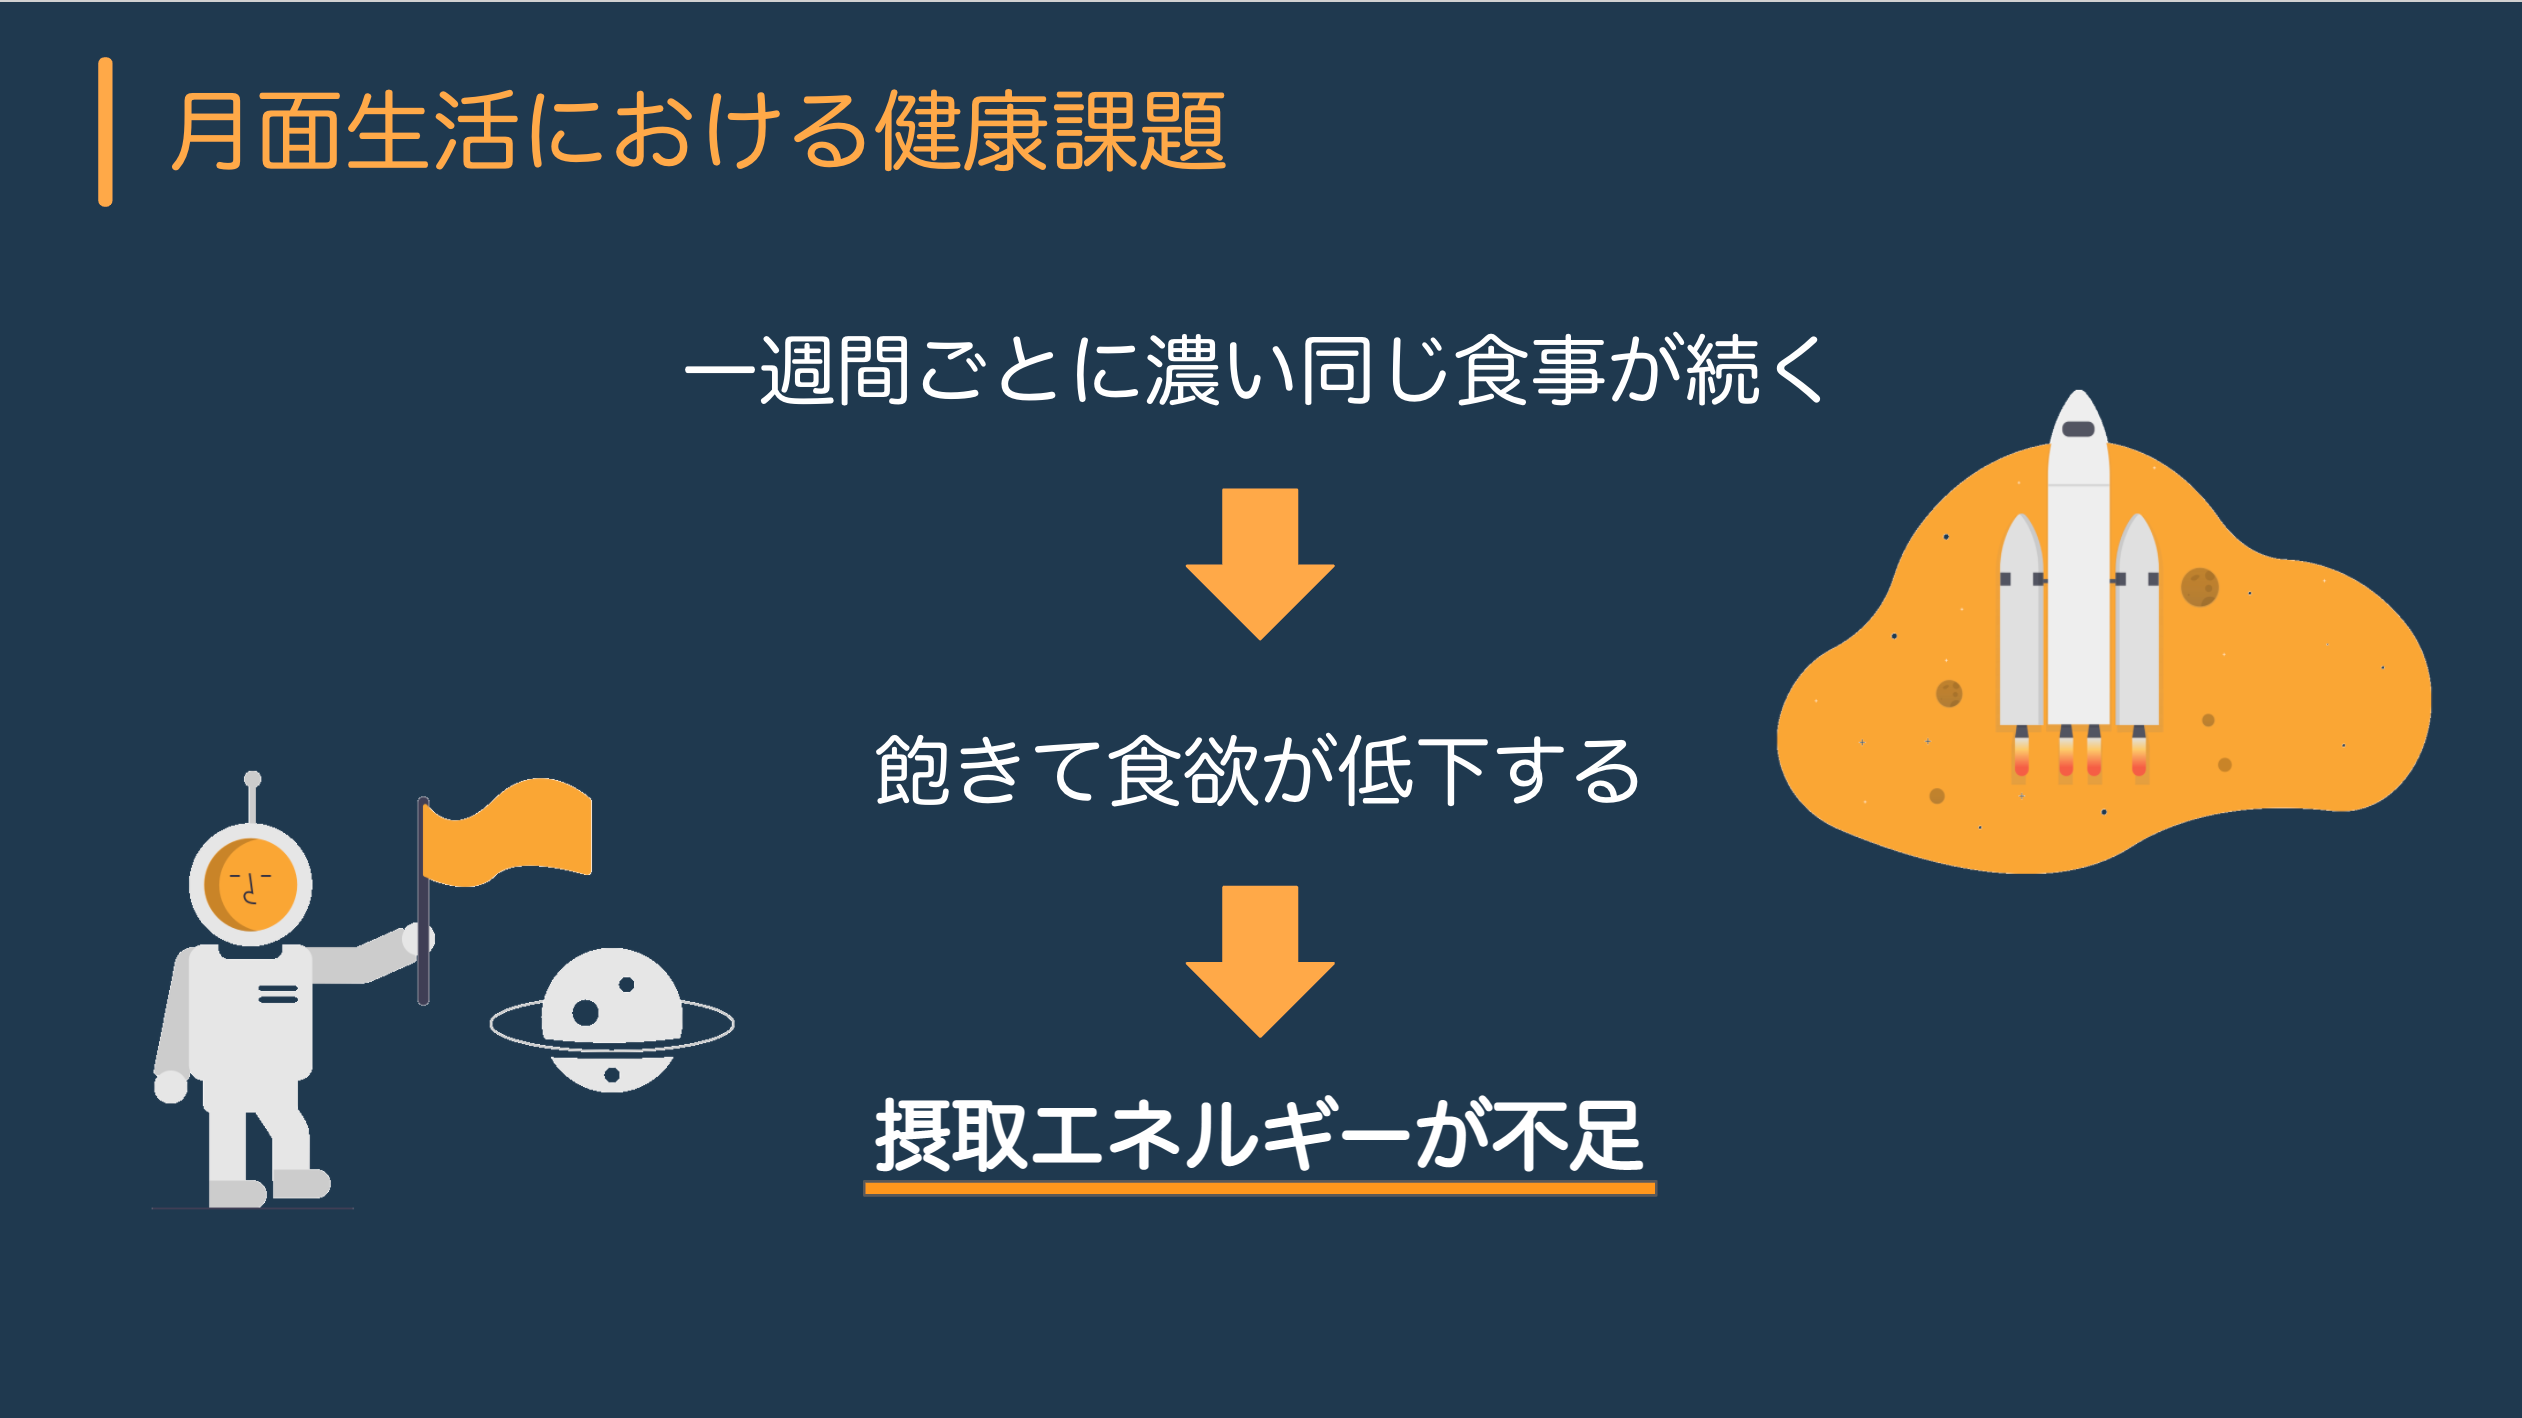 月面生活における健康課題
一週間ごとに濃い同じ食事が続く
飽きて食欲が低下する
摂取エネルギーが不足